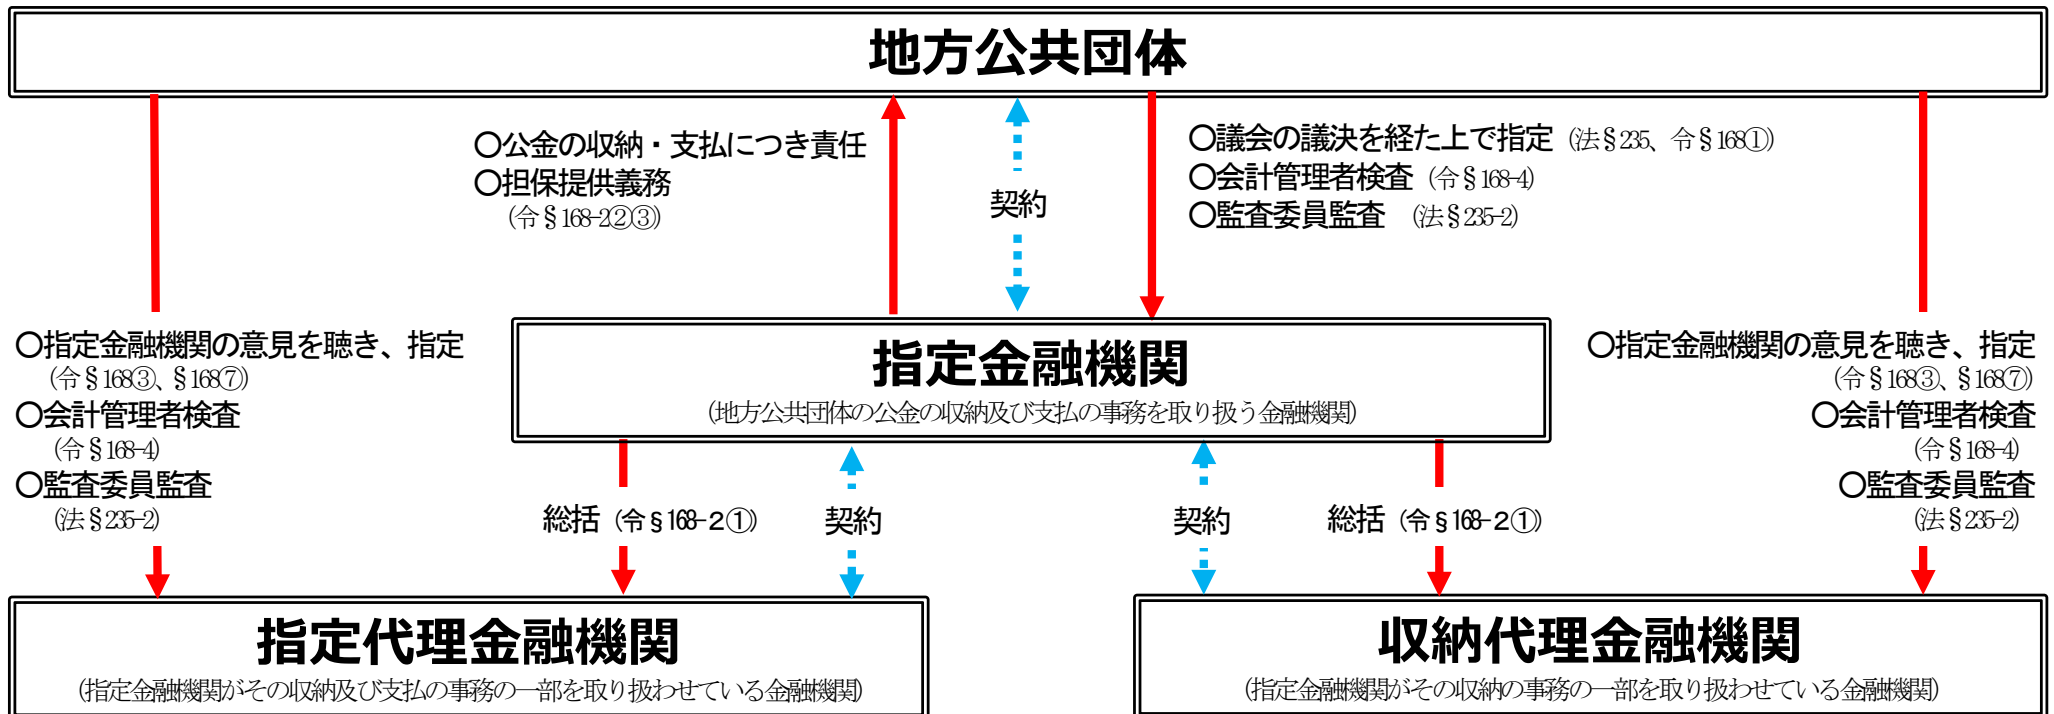 地方公共団体
○公金の収納・支払につき責任
○担保提供義務
(令§168-2②③)
契約
○議会の議決を経た上で指定 (法§235、令§168①)
○会計管理者検査 (令§168-4)
○監査委員監査 (法§235-2)
○指定金融機関の意見を聴き、指定
(令§168③、§168⑦)
○会計管理者検査
(令§168-4)
○監査委員監査
(法§235-2)
指定金融機関
(地方公共団体の公金の収納及び支払の事務を取り扱う金融機関)
○指定金融機関の意見を聴き、指定
(令§168③、§168⑦)
○会計管理者検査
(令§168-4)
○監査委員監査
(法§235-2)
総括 (令§168-2①)
契約
契約
総括 (令§168-2①)
指定代理金融機関
(指定金融機関がその収納及び支払の事務の一部を取り扱わせている金融機関)
収納代理金融機関
(指定金融機関がその収納の事務の一部を取り扱わせている金融機関)